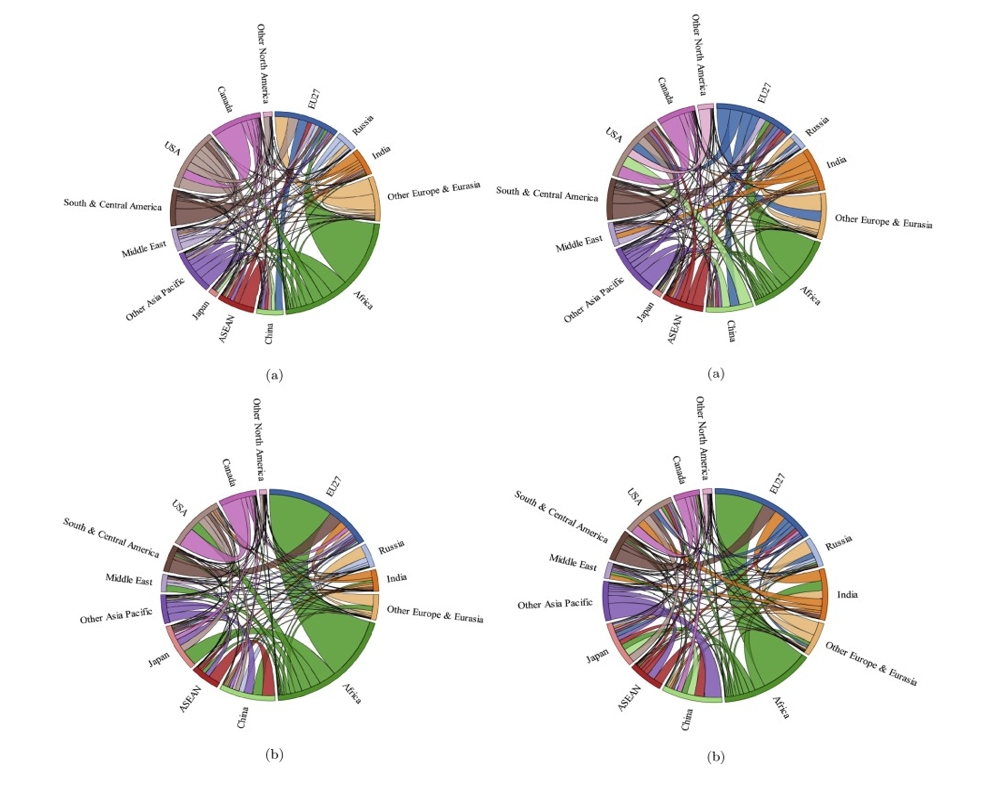 Other North America
EU27
Russia
India
Other Europe & Eurasia
Africa
China
ASEAN
Japan
Other Asia Pacific
Middle East
South & Central America
USA
Canada
(a)
Other North America
EU27
Russia
India
Other Europe & Eurasia
Africa
China
ASEAN
Japan
Other Asia Pacific
Middle East
South & Central America
USA
Canada
(a)
Other North America
EU27
Russia
India
Other Europe & Eurasia
Africa
China
ASEAN
Japan
Other Asia Pacific
Middle East
South & Central America
USA
Canada
(b)
Other North America
EU27
Russia
India
Other Europe & Eurasia
Africa
China
ASEAN
Japan
Other Asia Pacific
Middle East
South & Central America
USA
Canada
(b)